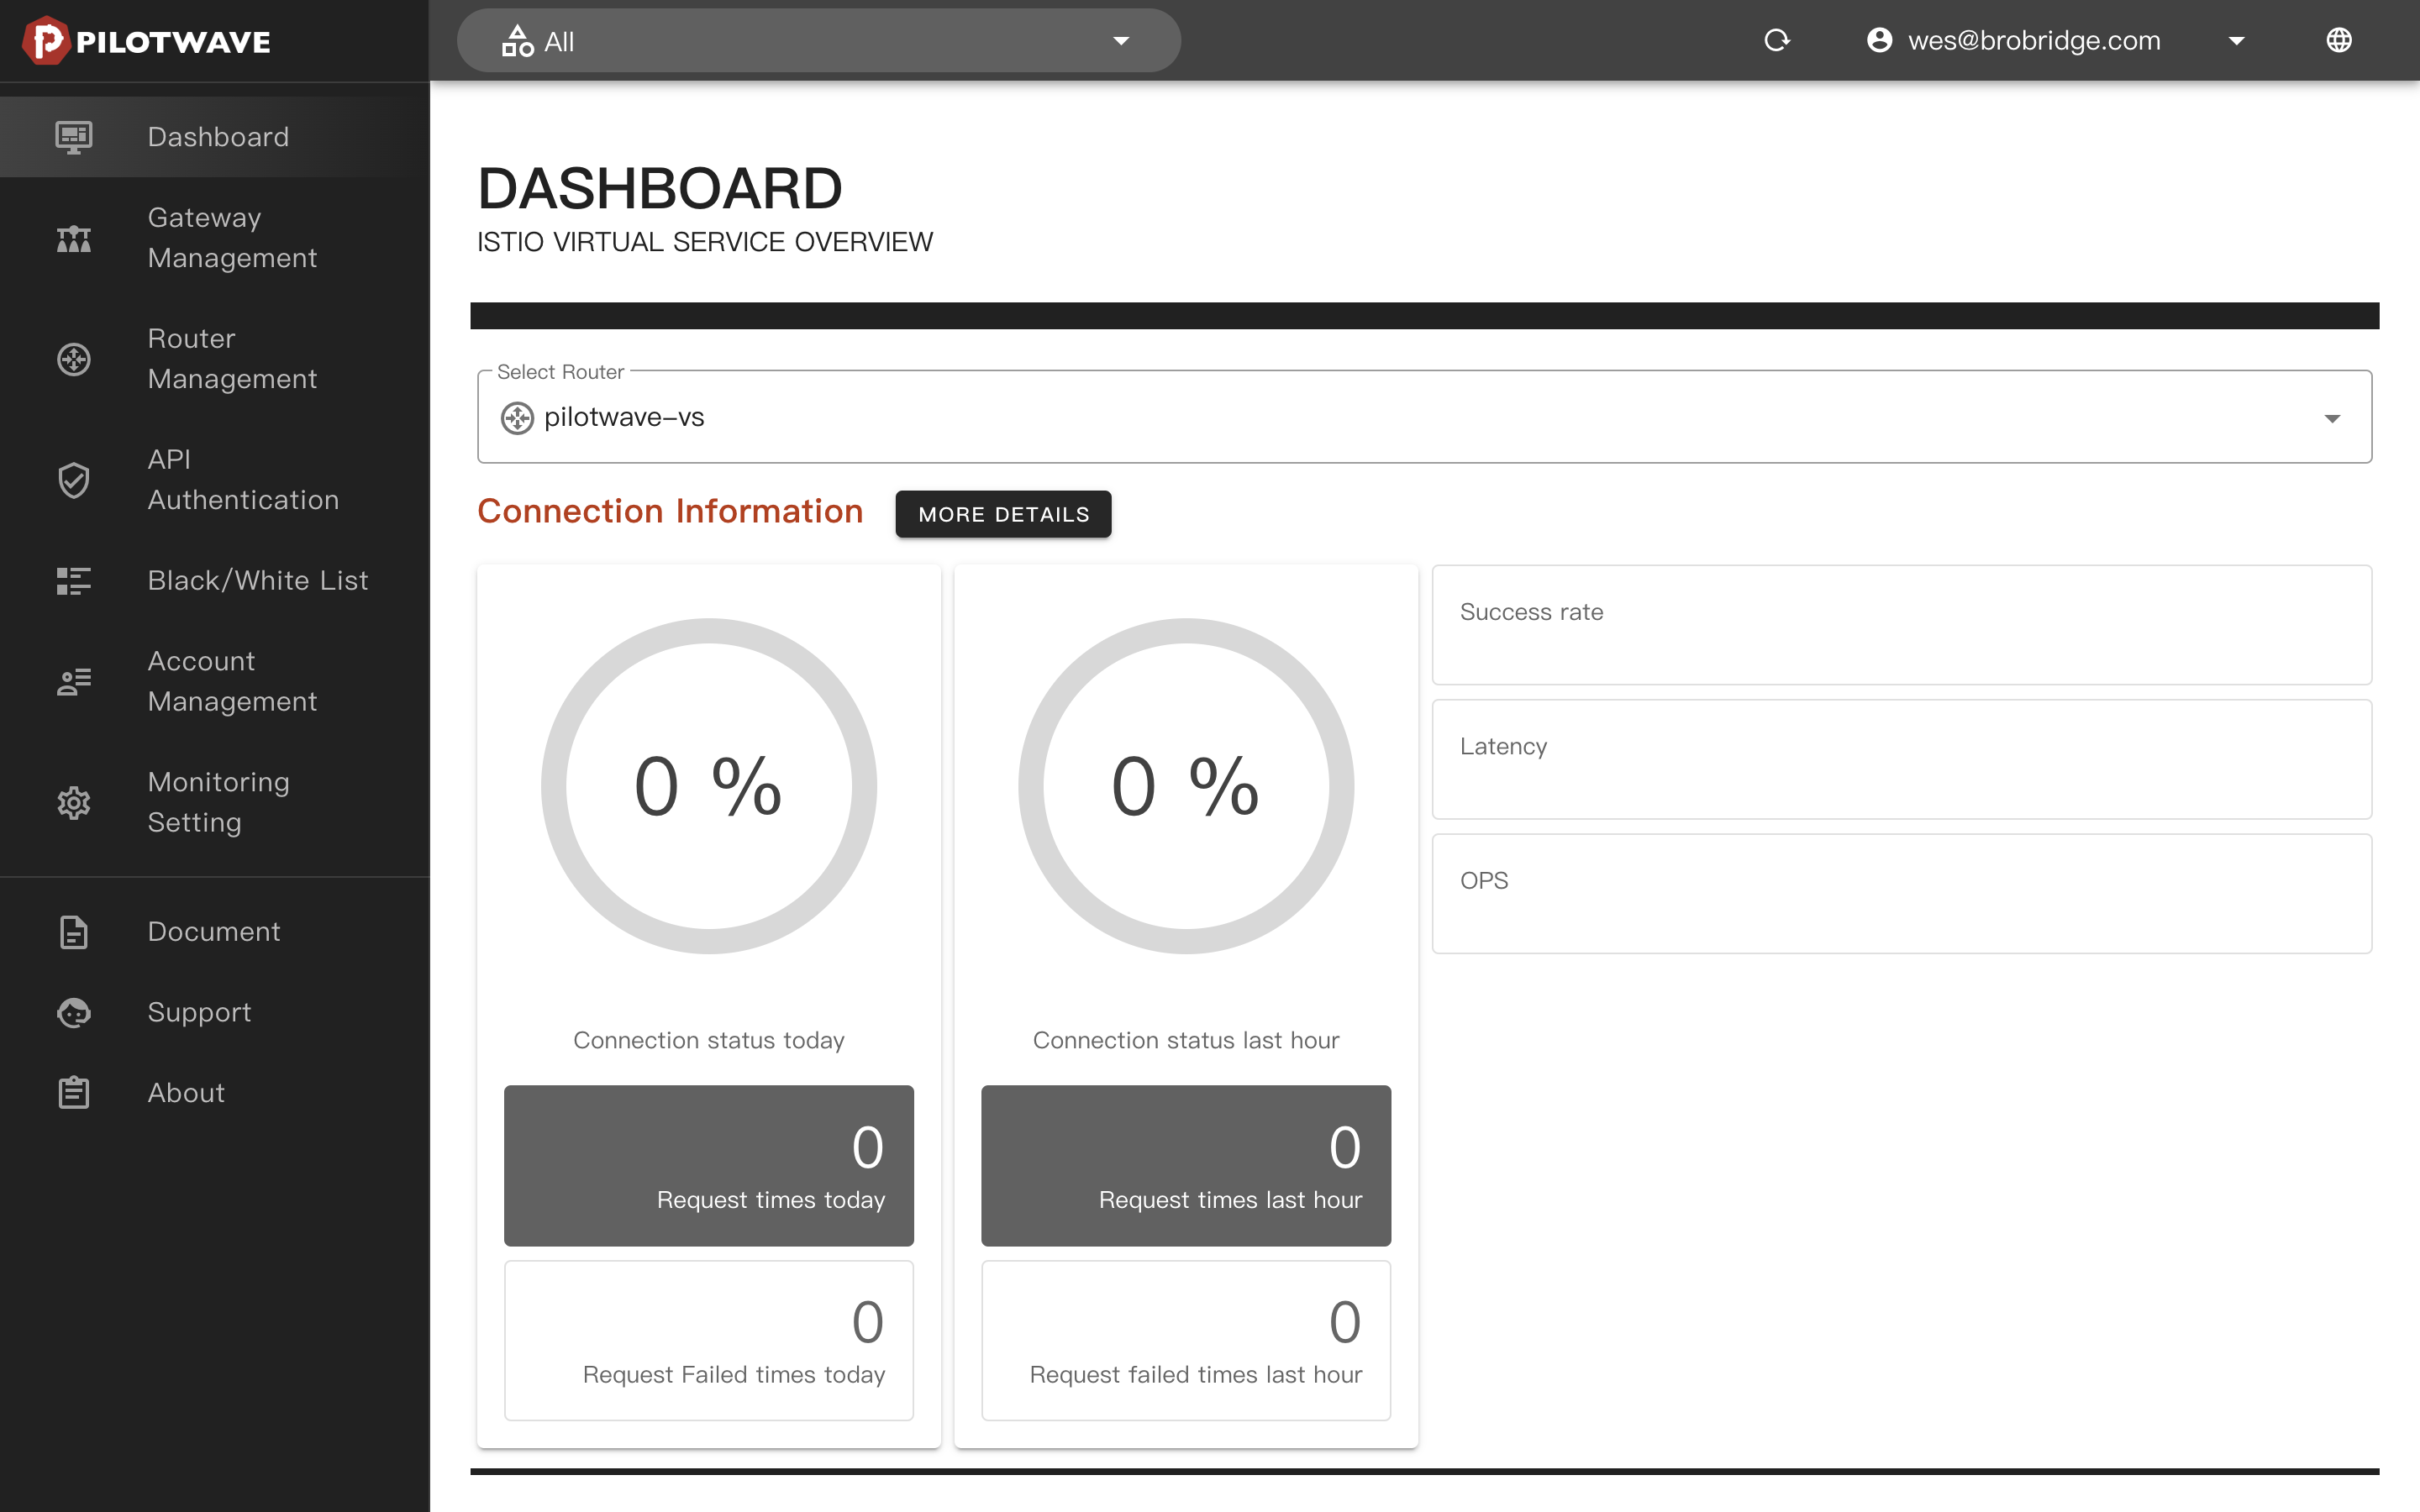 PILOTWAVE
All
wes@brobridge.com
Dashboard
Gateway
Management
Router
Management
API
Authentication
Black/White List
Account
Management
Monitoring
Setting
Document
Support
About
DASHBOARD
ISTIO VIRTUAL SERVICE OVERVIEW
Select Router
pilotwave-vs
Connection Information
MORE DETAILS
0 %
Connection status today
0
Request times today
0
Request Failed times today
0 %
Connection status last hour
0
Request times last hour
0
Request failed times last hour
Success rate
Latency
OPS